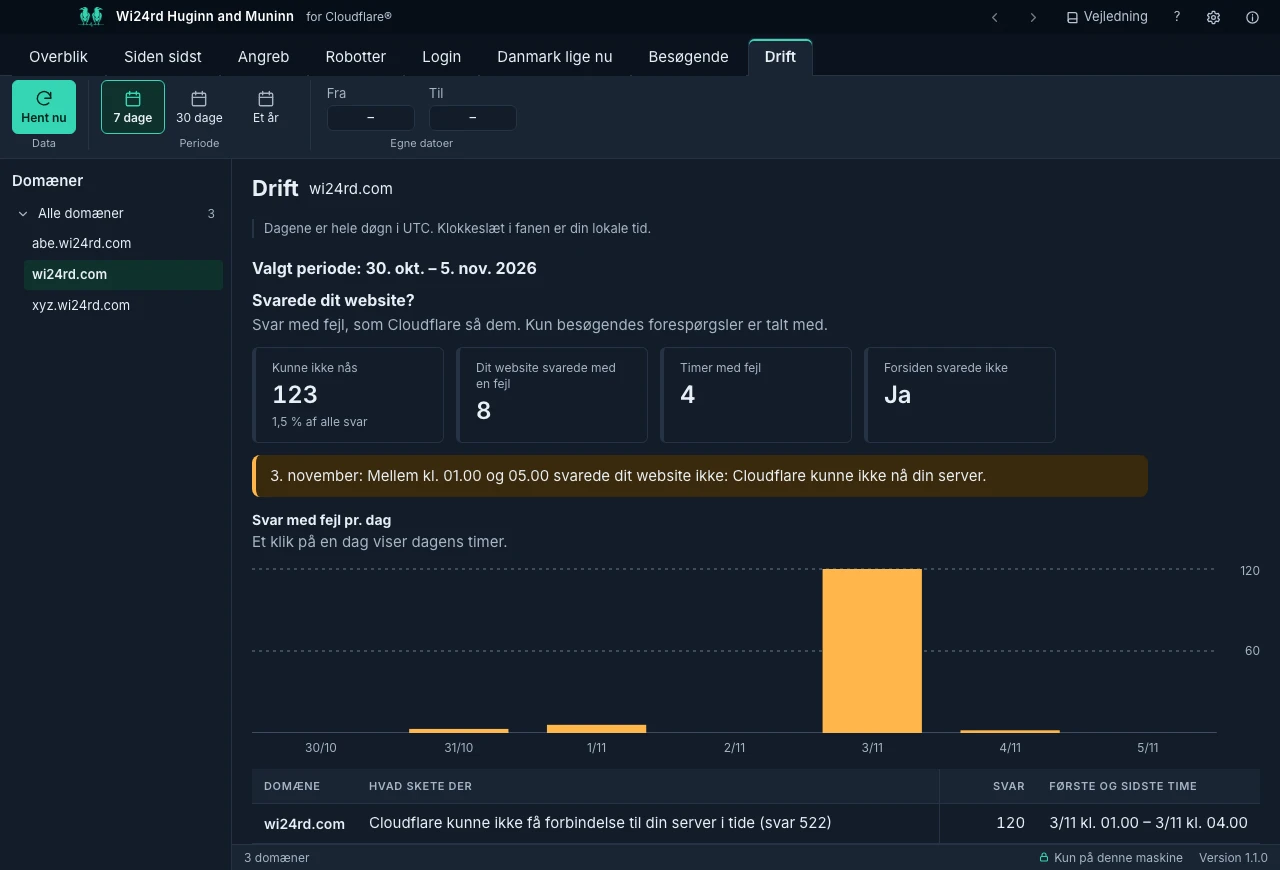 Wi24rd Huginn and Muninn for Cloudflare®
Vejledning ?
Overblik Siden sidst Angreb Robotter Login Danmark lige nu Besøgende Drift
Hent nu
Data
7 dage 30 dage Et år
Periode
Fra Til
– –
Egne datoer
Domæner
Alle domæner 3
abe.wi24rd.com
wi24rd.com
xyz.wi24rd.com
Drift wi24rd.com
Dagene er hele døgn i UTC. Klokkeslæt i fanen er din lokale tid.
Valgt periode: 30. okt. – 5. nov. 2026
Svarede dit website?
Svar med fejl, som Cloudflare så dem. Kun besøgendes forespørgsler er talt med.
Kunne ikke nås
123
1,5 % af alle svar
Dit website svarede med
en fejl
8
Timer med fejl
4
Forsiden svarede ikke
Ja
3. november: Mellem kl. 01.00 og 05.00 svarede dit website ikke: Cloudflare kunne ikke nå din server.
Svar med fejl pr. dag
Et klik på en dag viser dagens timer.
120
60
30/10 31/10 1/11 2/11 3/11 4/11 5/11
DOMÆNE HVAD SKETE DER SVAR FØRSTE OG SIDSTE TIME
wi24rd.com Cloudflare kunne ikke få forbindelse til din server i tide (svar 522) 120 3/11 kl. 01.00 – 3/11 kl. 04.00
3 domæner Kun på denne maskine Version 1.1.0